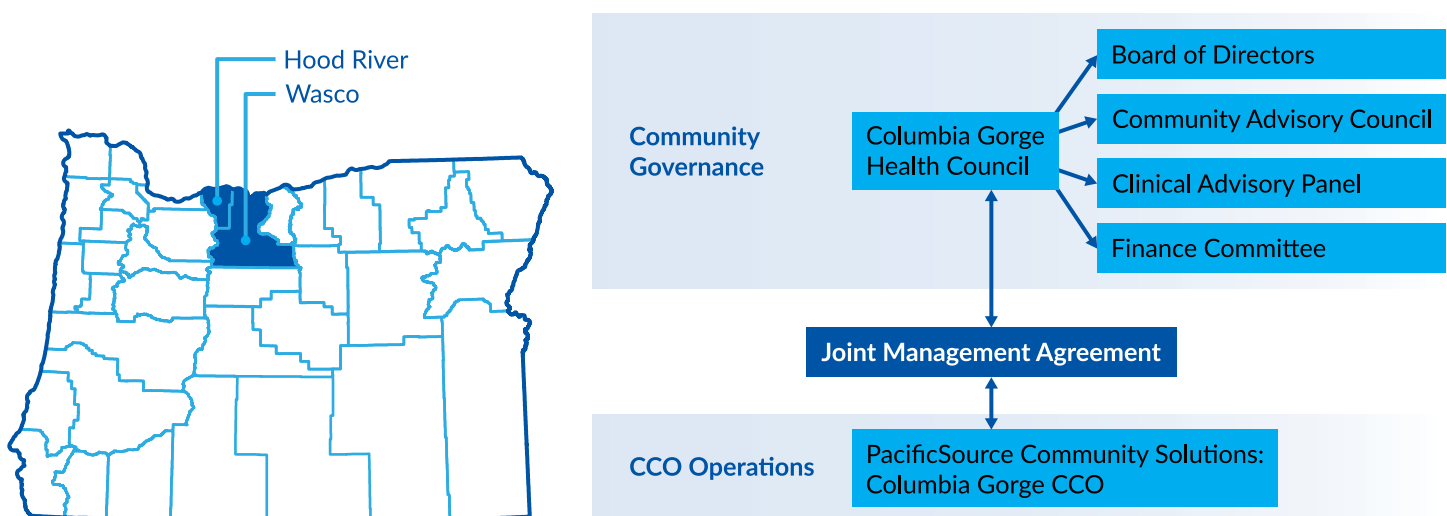 Hood River
Wasco
Community
Governance
Columbia Gorge
Health Council
Board of Directors
Community Advisory Council
Clinical Advisory Panel
Finance Committee
Joint Management Agreement
CCO Operations
PacificSource Community Solutions:
Columbia Gorge CCO